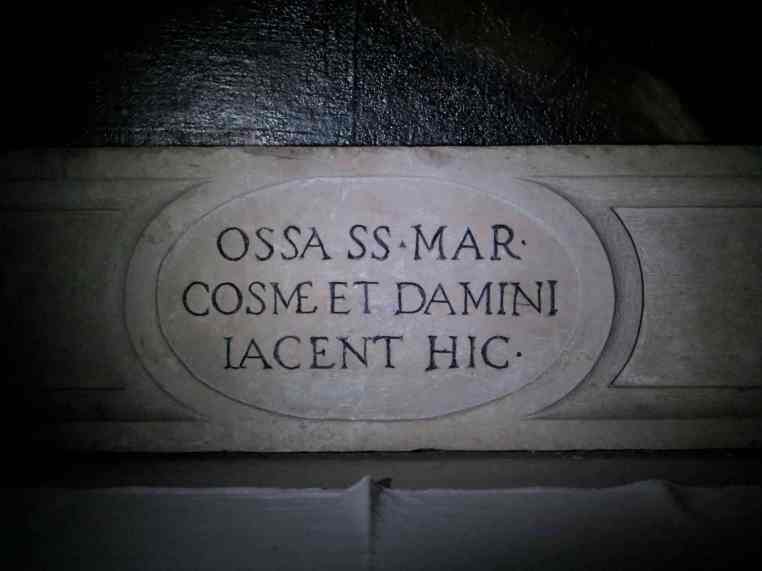 OSSA SS·MAR·
COSMÆ ET DAMINI
IACENT HIC·